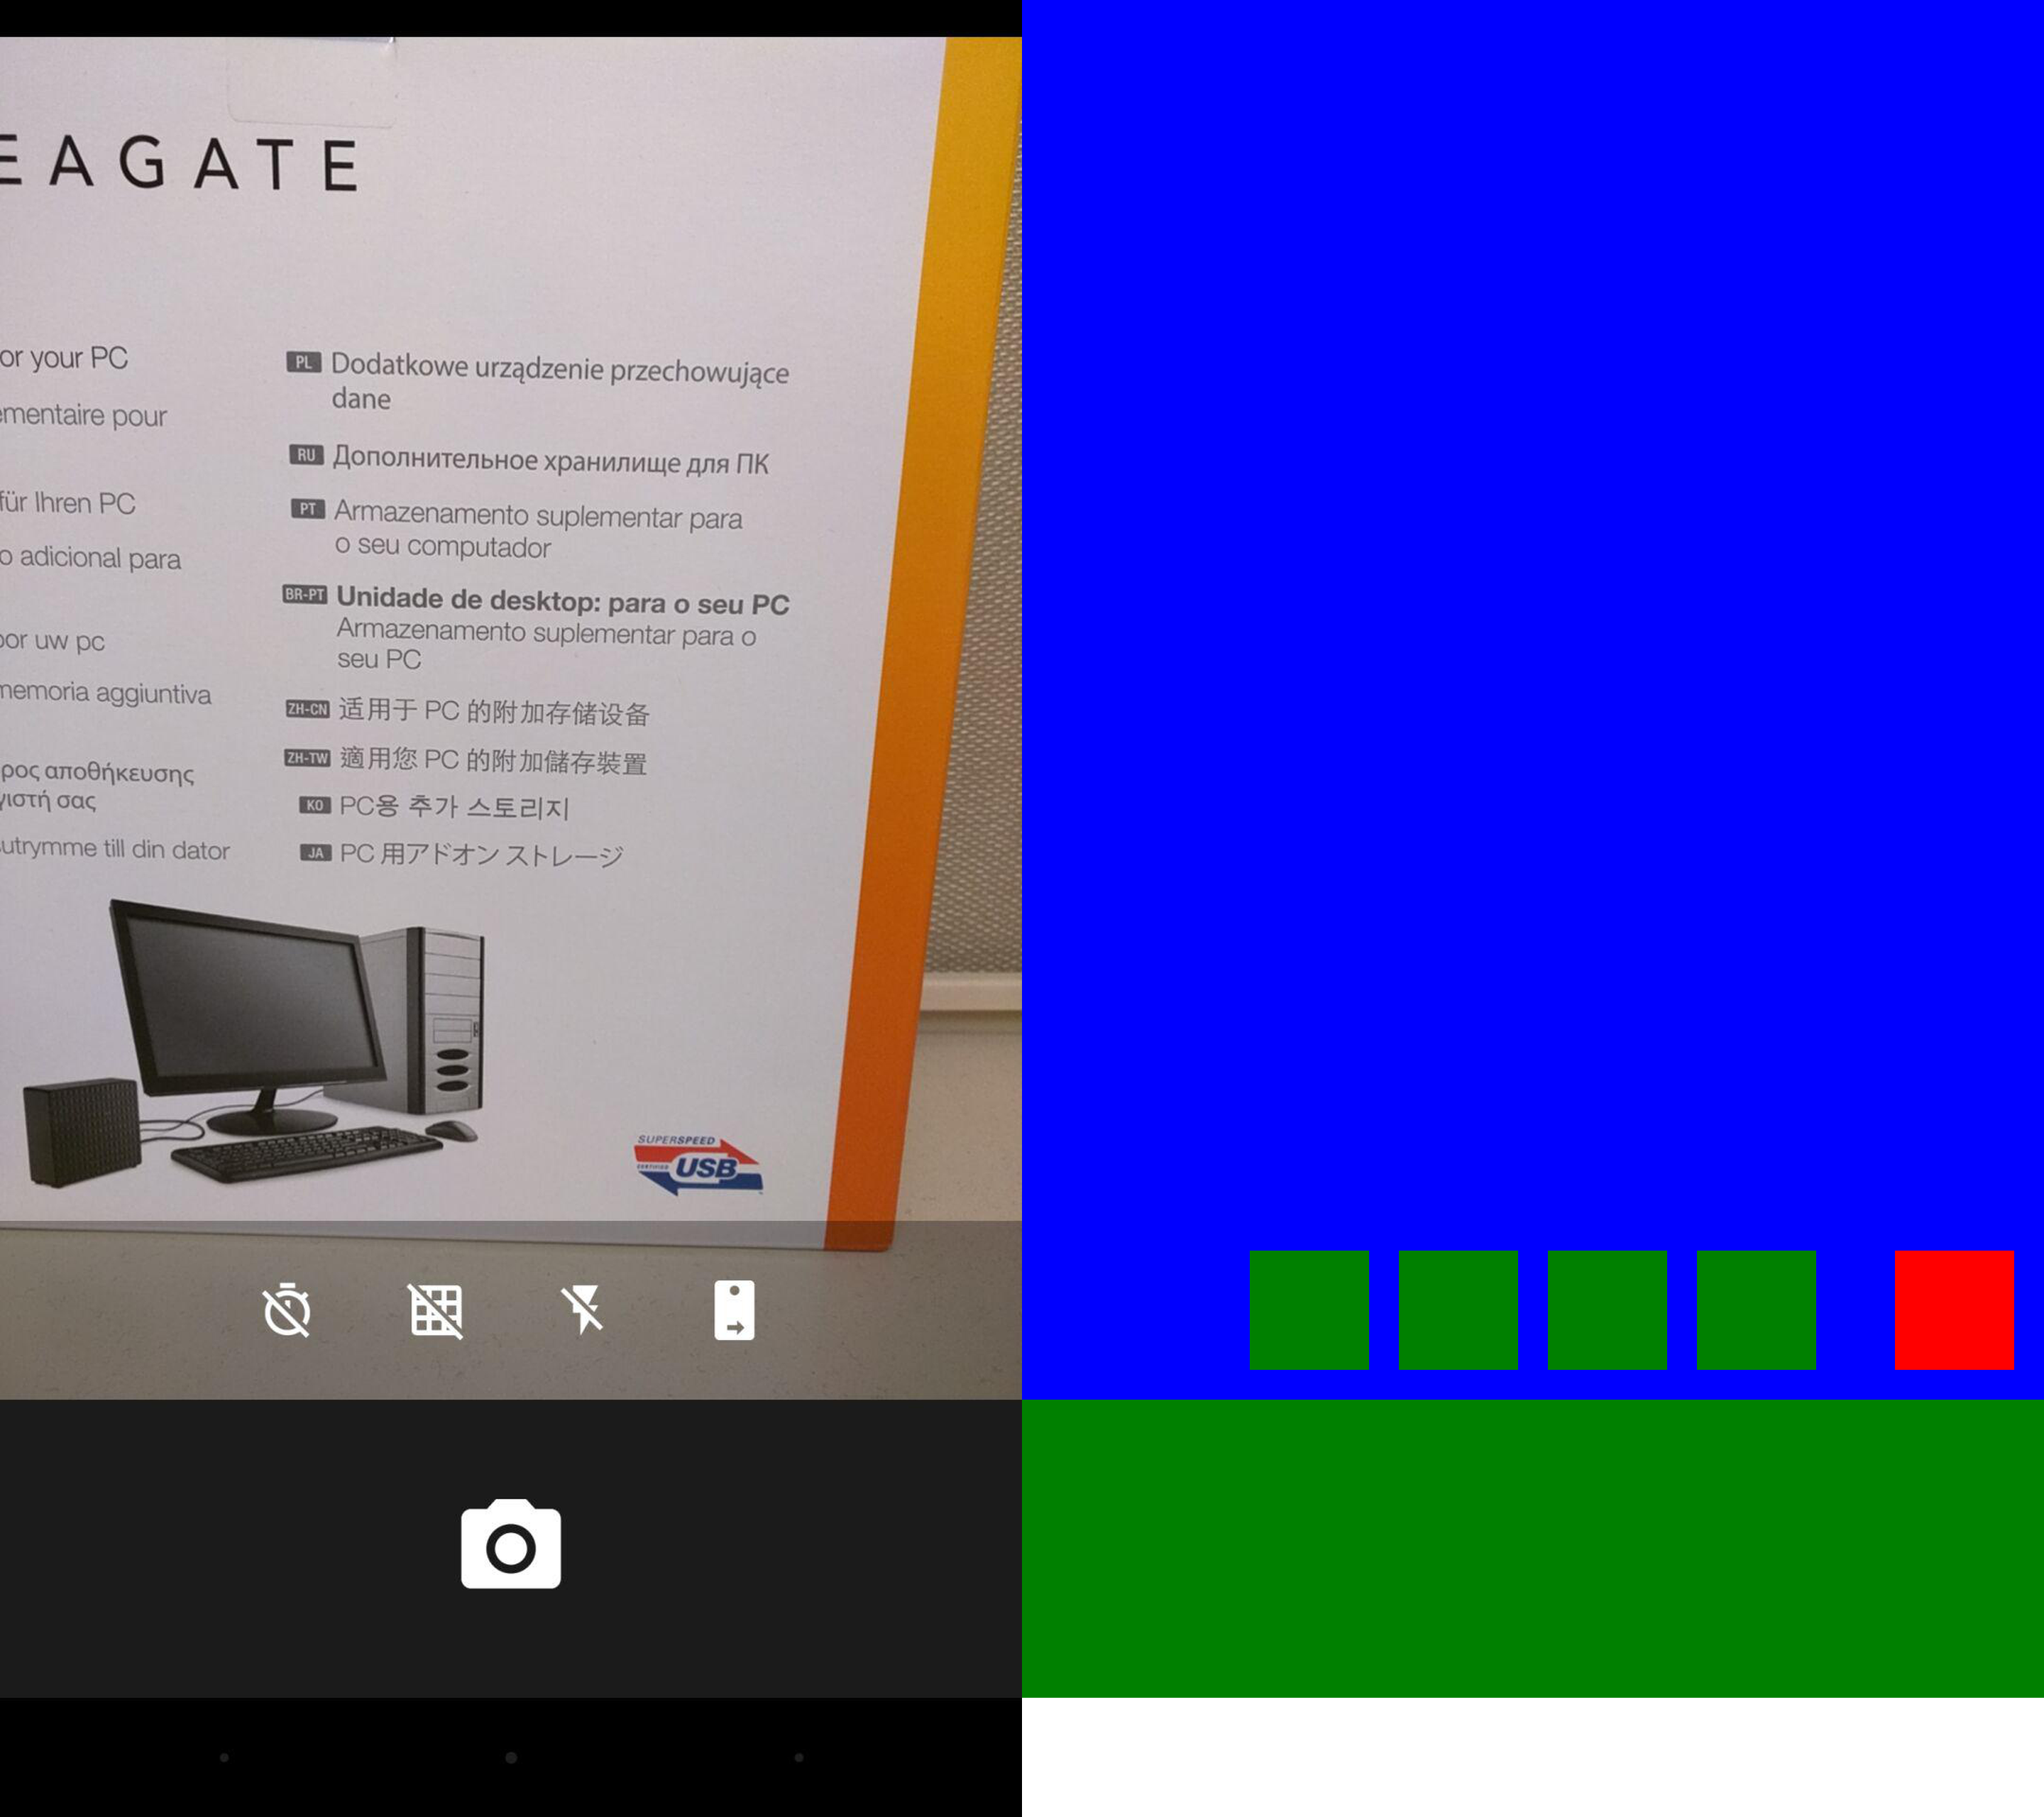 EAGATE
or your PC
ementaire pour
für Ihren PC
o adicional para
oor uw pc
memoria aggiuntiva
ρος αποθήκευσης
γιστή σας
utrymme till din dator
PL Dodatkowe urządzenie przechowujące
dane
RU Дополнительное хранилище для ПК
PT Armazenamento suplementar para
o seu computador
BR-PT Unidade de desktop: para o seu PC
Armazenamento suplementar para o
seu PC
ZH-CN 适用于 PC 的附加存储设备
ZH-TW 適用您 PC 的附加儲存裝置
KO PC용 추가 스토리지
JA PC 用アドオン ストレージ
SUPERSPEED
CERTIFIED USB